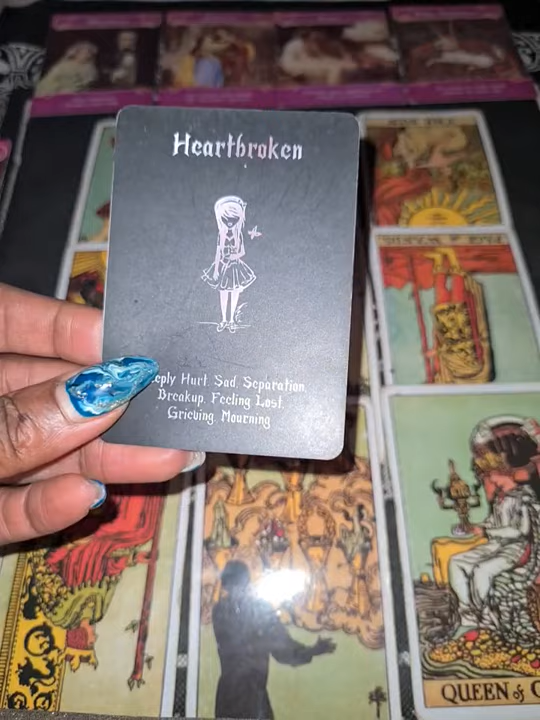 Heartbroken
eply Hurt. Sad. Separation.
Breakup. Feeling Lost.
Grieving. Mourning
QUEEN of C